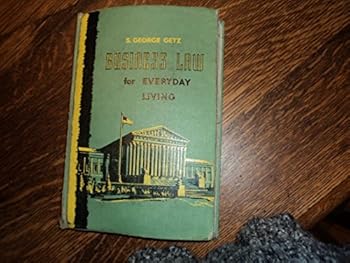 S. GEORGE GETZ
BUSINESS LAW
for EVERYDAY
LIVING